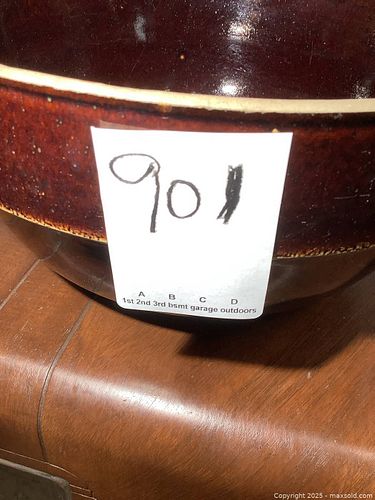 901
A B C D
1st 2nd 3rd bsmt garage outdoors
Copyright 2025 - maxsold.com